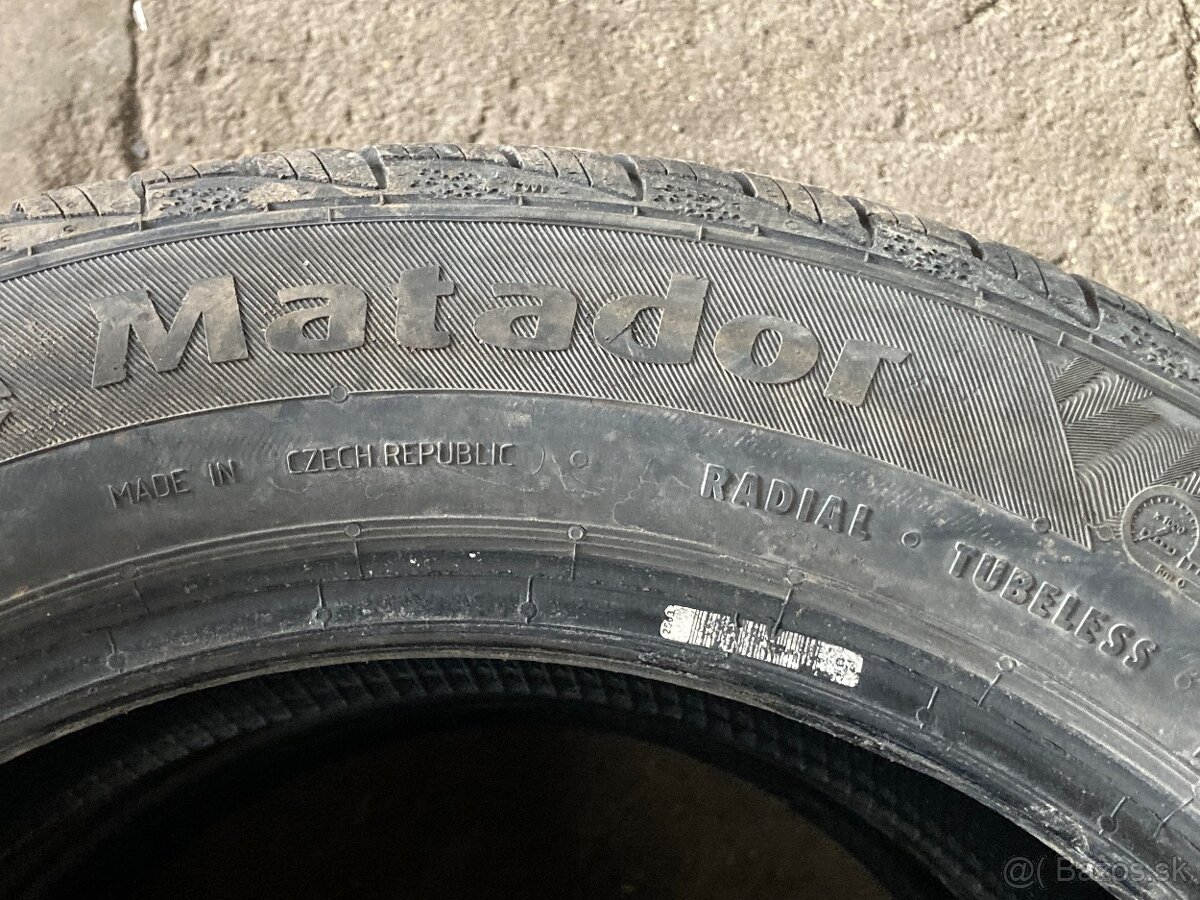 Matador
MADE IN CZECH REPUBLIC
RADIAL TUBELESS
@( Bazos.sk